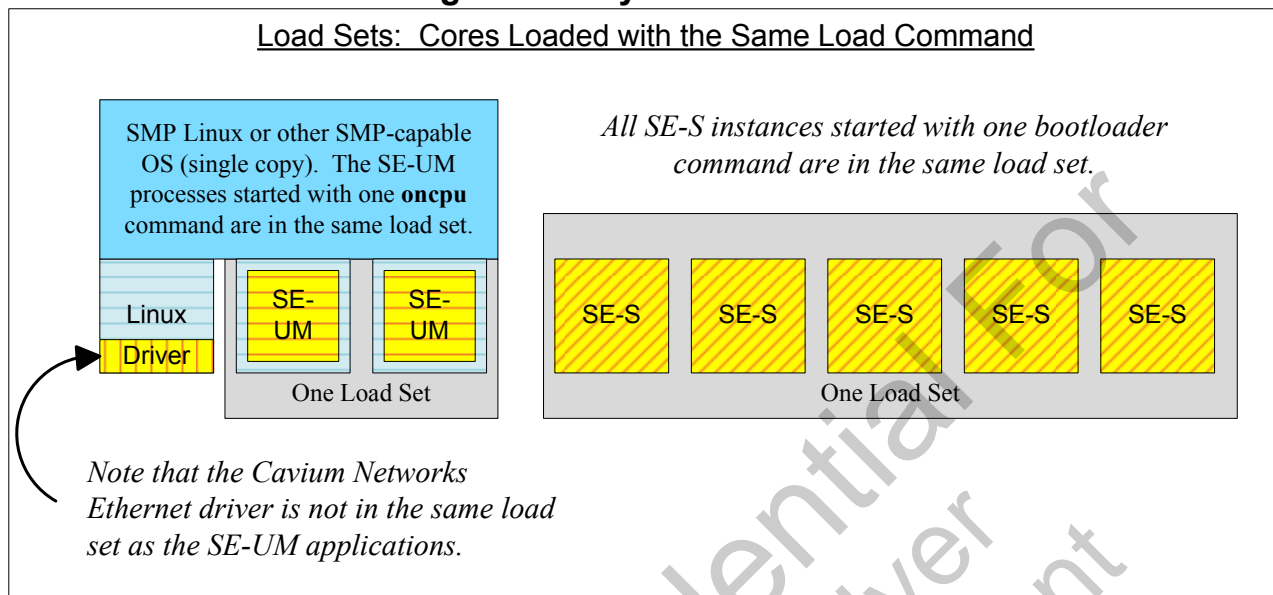 Load Sets: Cores Loaded with the Same Load Command
SMP Linux or other SMP-capable
OS (single copy). The SE-UM
processes started with one oncpu
command are in the same load set.
All SE-S instances started with one bootloader
command are in the same load set.
Linux
Driver
SE-
UM
SE-
UM
One Load Set
SE-S
SE-S
SE-S
SE-S
SE-S
One Load Set
Note that the Cavium Networks
Ethernet driver is not in the same load
set as the SE-UM applications.
For